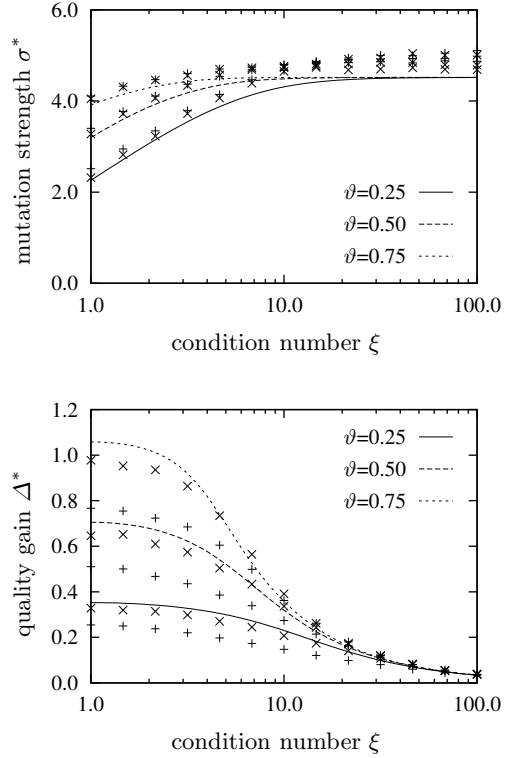 6.0
4.0
2.0
0.0
mutation strength σ*
ϑ=0.25
ϑ=0.50
ϑ=0.75
1.0 10.0 100.0
condition number ξ
1.2
1.0
0.8
0.6
0.4
0.2
0.0
quality gain Δ*
ϑ=0.25
ϑ=0.50
ϑ=0.75
1.0 10.0 100.0
condition number ξ